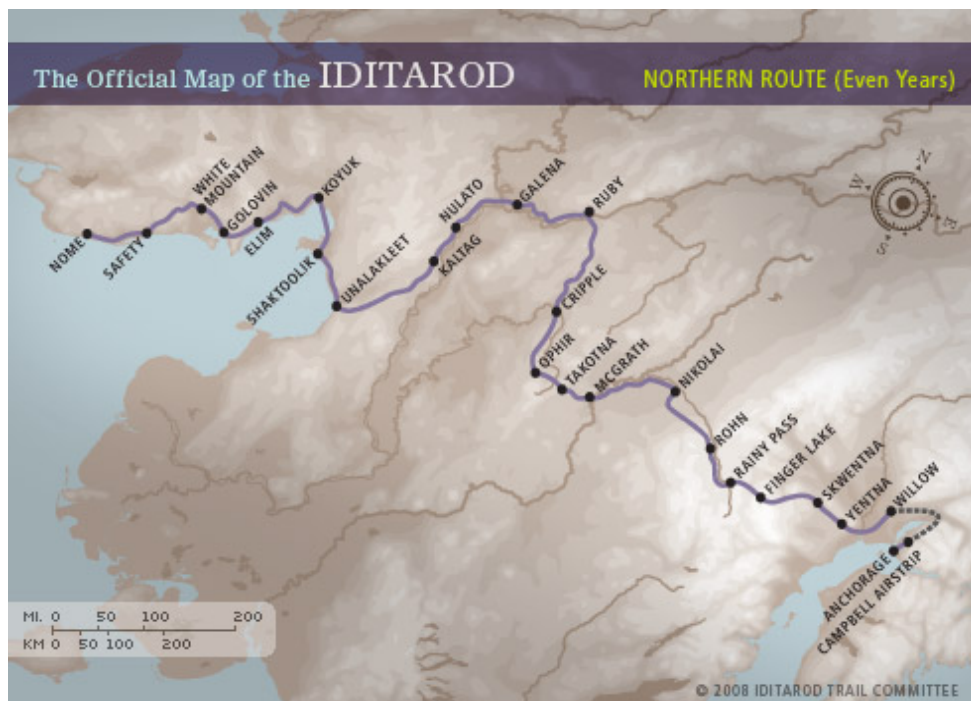 The Official Map of the IDITAROD
NORTHERN ROUTE (Even Years)
N
W
E
S
NOME
SAFETY
WHITE
MOUNTAIN
GOLOVIN
ELIM
KOYUK
SHAKTOOLIK
UNALAKLEET
KALTAG
NULATO
GALENA
RUBY
CRIPPLE
OPHIR
TAKOTNA
MCGRATH
NIKOLAI
ROHN
RAINY PASS
FINGER LAKE
SKWENTNA
YENTNA
WILLOW
ANCHORAGE
CAMPBELL AIRSTRIP
MI. 0 50 100 200
KM 0 50 100 200
© 2008 IDITAROD TRAIL COMMITTEE